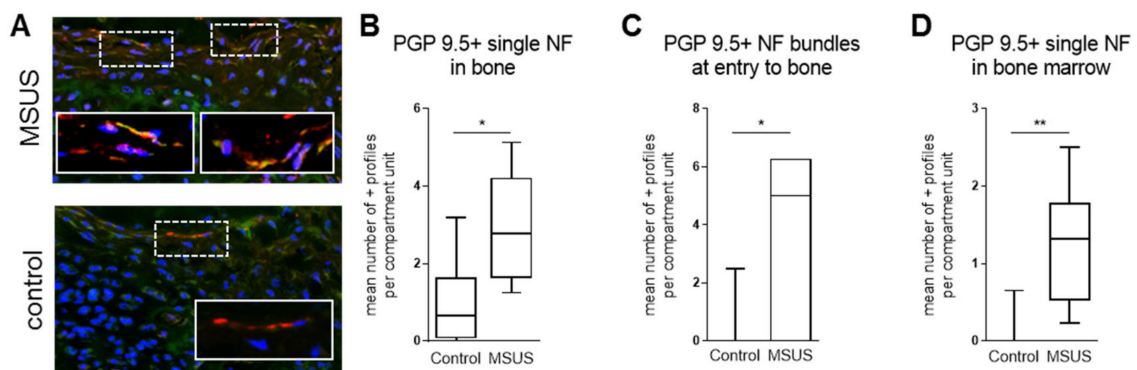 A
MSUS
control
B
PGP 9.5+ single NF
in bone
mean number of + profiles
per compartment unit
6
4
2
0
*
Control MSUS
C
PGP 9.5+ NF bundles
at entry to bone
mean number of + profiles
per compartment unit
8
6
4
2
0
*
Control MSUS
D
PGP 9.5+ single NF
in bone marrow
mean number of + profiles
per compartment unit
3
2
1
0
**
Control MSUS